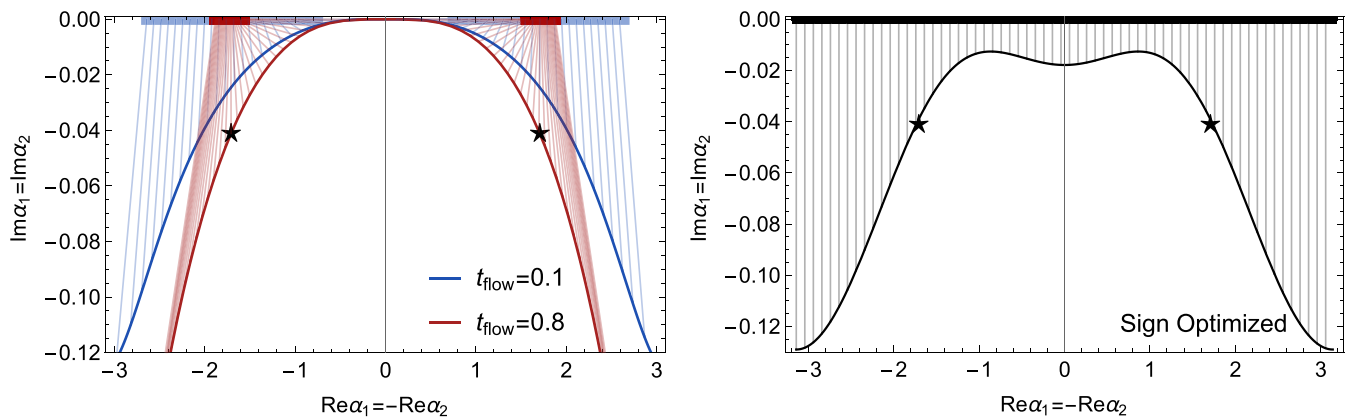 0.00
−0.02
−0.04
−0.06
−0.08
−0.10
−0.12
Imα1=Imα2
−3 −2 −1 0 1 2 3
Reα1=−Reα2
tflow=0.1
tflow=0.8
0.00
−0.02
−0.04
−0.06
−0.08
−0.10
−0.12
Imα1=Imα2
−3 −2 −1 0 1 2 3
Reα1=−Reα2
Sign Optimized